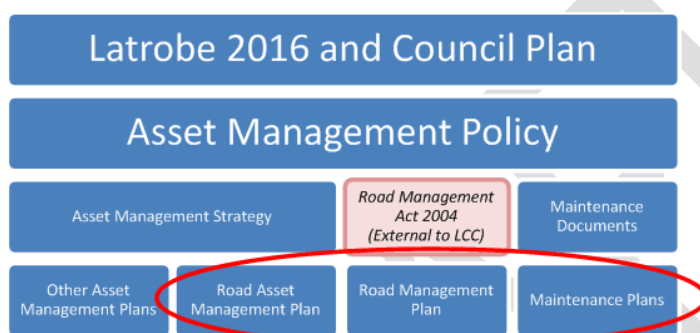 Latrobe 2016 and Council Plan
Asset Management Policy
Asset Management Strategy
Road Management
Act 2004
(External to LCC)
Maintenance
Documents
Other Asset
Management Plans
Road Asset
Management Plan
Road Management
Plan
Maintenance Plans